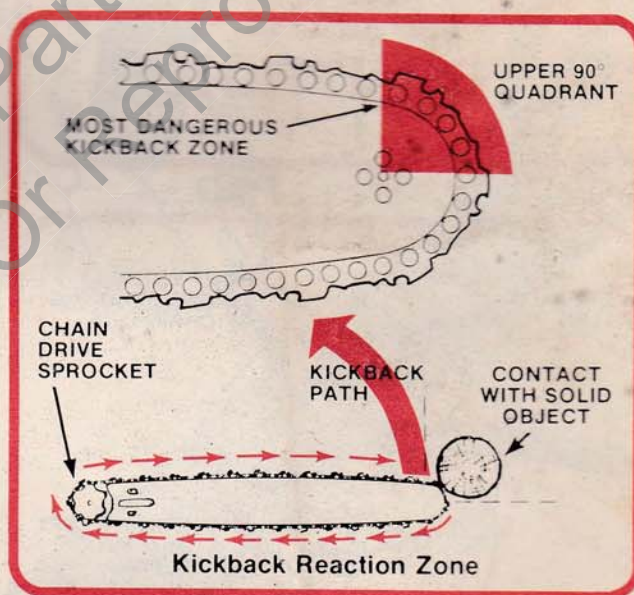 UPPER 90°
QUADRANT
MOST DANGEROUS
KICKBACK ZONE
CHAIN
DRIVE
SPROCKET
KICKBACK
PATH
CONTACT
WITH SOLID
OBJECT
Kickback Reaction Zone